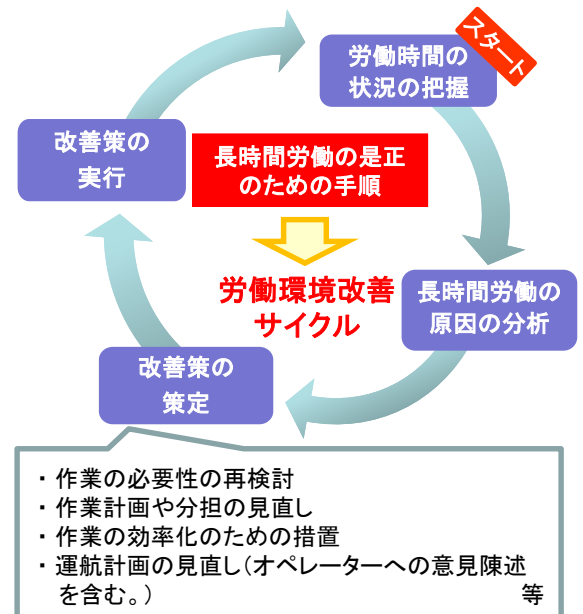 スタート
労働時間の
状況の把握
改善策の
実行
長時間労働の是正
のための手順
労働環境改善
サイクル
長時間労働の
原因の分析
改善策の
策定
・ 作業の必要性の再検討
・ 作業計画や分担の見直し
・ 作業の効率化のための措置
・ 運航計画の見直し(オペレーターへの意見陳述
を含む。) 等